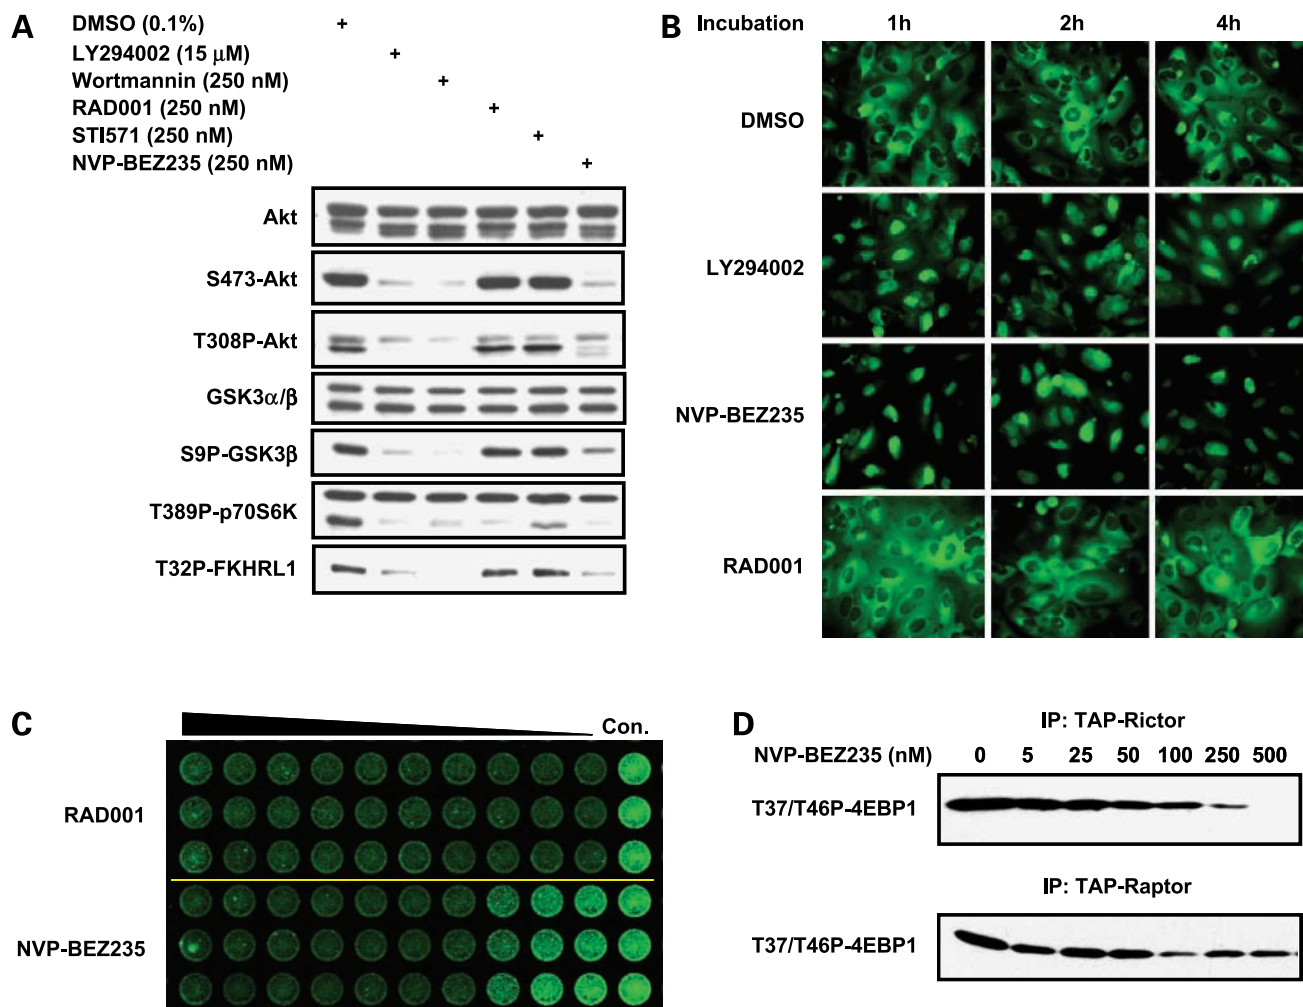 A
DMSO (0.1%) +
LY294002 (15 μM) +
Wortmannin (250 nM) +
RAD001 (250 nM) +
STI571 (250 nM) +
NVP-BEZ235 (250 nM) +
Akt
S473-Akt
T308P-Akt
GSK3α/β
S9P-GSK3β
T389P-p70S6K
T32P-FKHRL1
B
Incubation 1h 2h 4h
DMSO
LY294002
NVP-BEZ235
RAD001
C
Con.
RAD001
NVP-BEZ235
D
IP: TAP-Rictor
NVP-BEZ235 (nM) 0 5 25 50 100 250 500
T37/T46P-4EBP1
IP: TAP-Raptor
T37/T46P-4EBP1